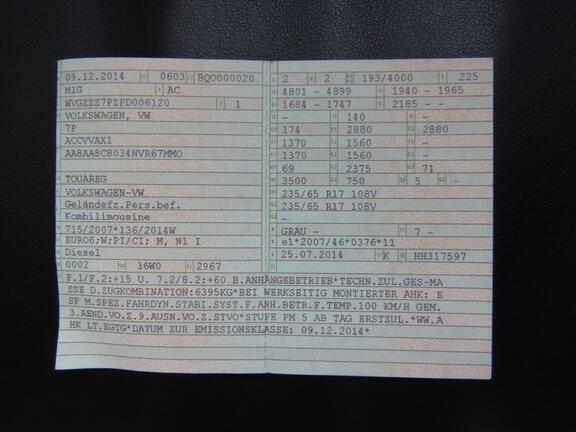 09.12.2014 0603 BQO000020
M1G AC
WVGZZZ7PZFD006120 1
VOLKSWAGEN, VW
7P
ACCVVAX1
AA8AA8C8034NVR67MMO
TOUAREG
VOLKSWAGEN-VW
Geländefz.Pers.bef.
Kombilimousine
715/2007*136/2014W
EURO6;W;PI/CI; M, N1 I
Diesel
0002 36W0 2967
2 2 193/4000 225
4801 - 4899 1940 - 1965
1684 - 1747 2185 - -
- 140 -
174 2880 2880
1370 1560 -
1370 1560 -
69 2375 71
3500 750 5 -
235/65 R17 108V
235/65 R17 108V
-
GRAU - 7 -
e1*2007/46*0376*11
25.07.2014 K HH317597
F.1/F.2:+15 U. 7.2/8.2:+60 B.ANHÄNGEBETRIEB*TECHN.ZUL.GES-MA
SSE D.ZUGKOMBINATION:6395KG*BEI WERKSEITIG MONTIERTER AHK: E
SP M.SPEZ.FAHRDYN.STABI.SYST.F.ANH.BETR.F.TEMP.100 KM/H GEM.
3.AEND.VO.Z.9.AUSN.VO.Z.STVO*STUFE PM 5 AB TAG ERSTZUL.*WW.A
HK LT.EGTG*DATUM ZUR EMISSIONSKLASSE: 09.12.2014*